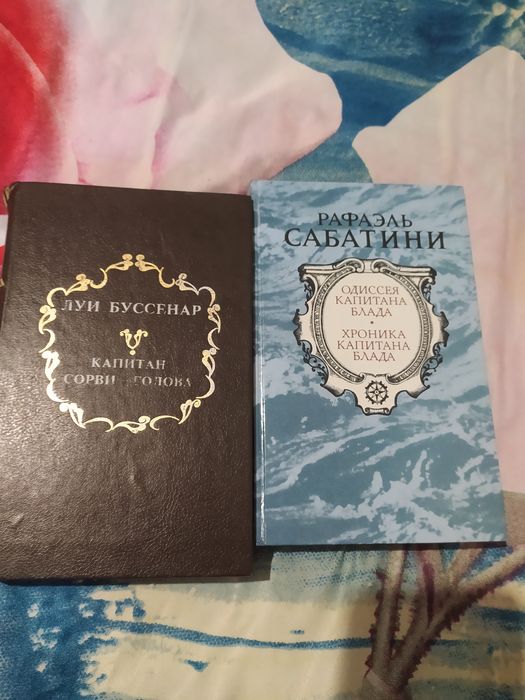 ЛУИ БУССЕНАР
КАПИТАН
СОРВИ-ГОЛОВА
РАФАЭЛЬ
САБАТИНИ
ОДИССЕЯ
КАПИТАНА
БЛАДА
ХРОНИКА
КАПИТАНА
БЛАДА